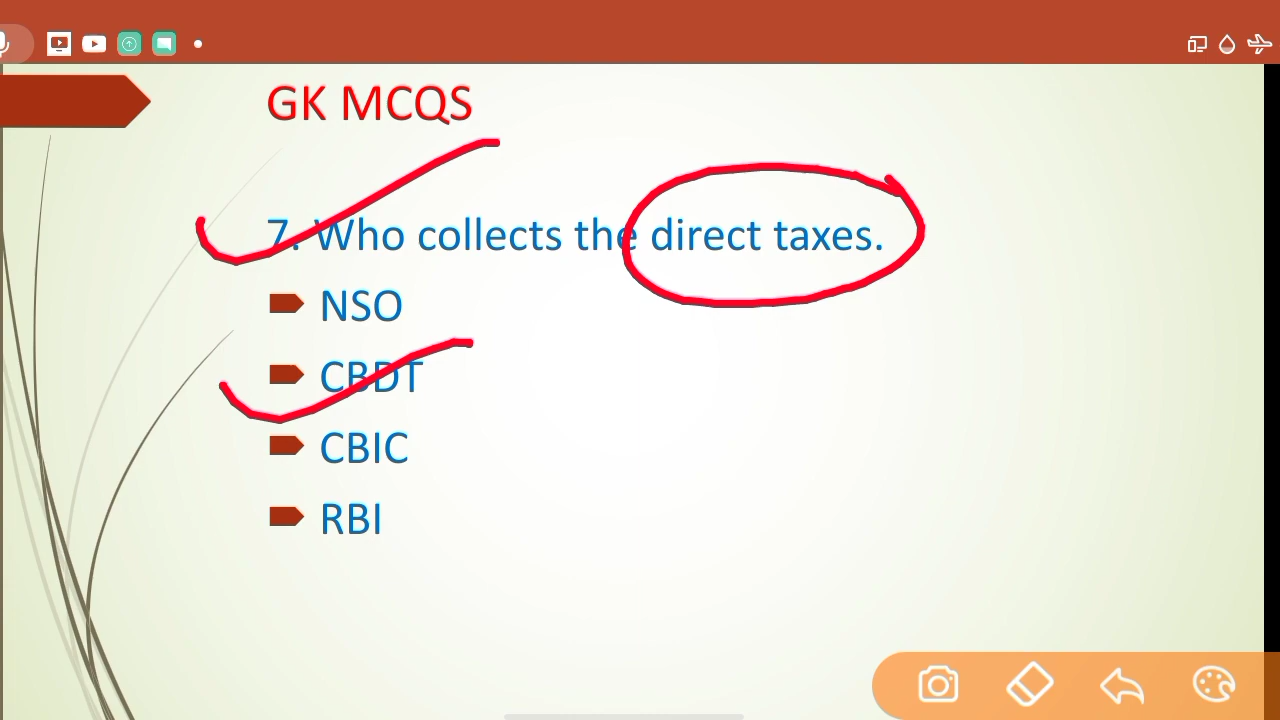 GK MCQS
7. Who collects the direct taxes.
NSO
CBDT
CBIC
RBI